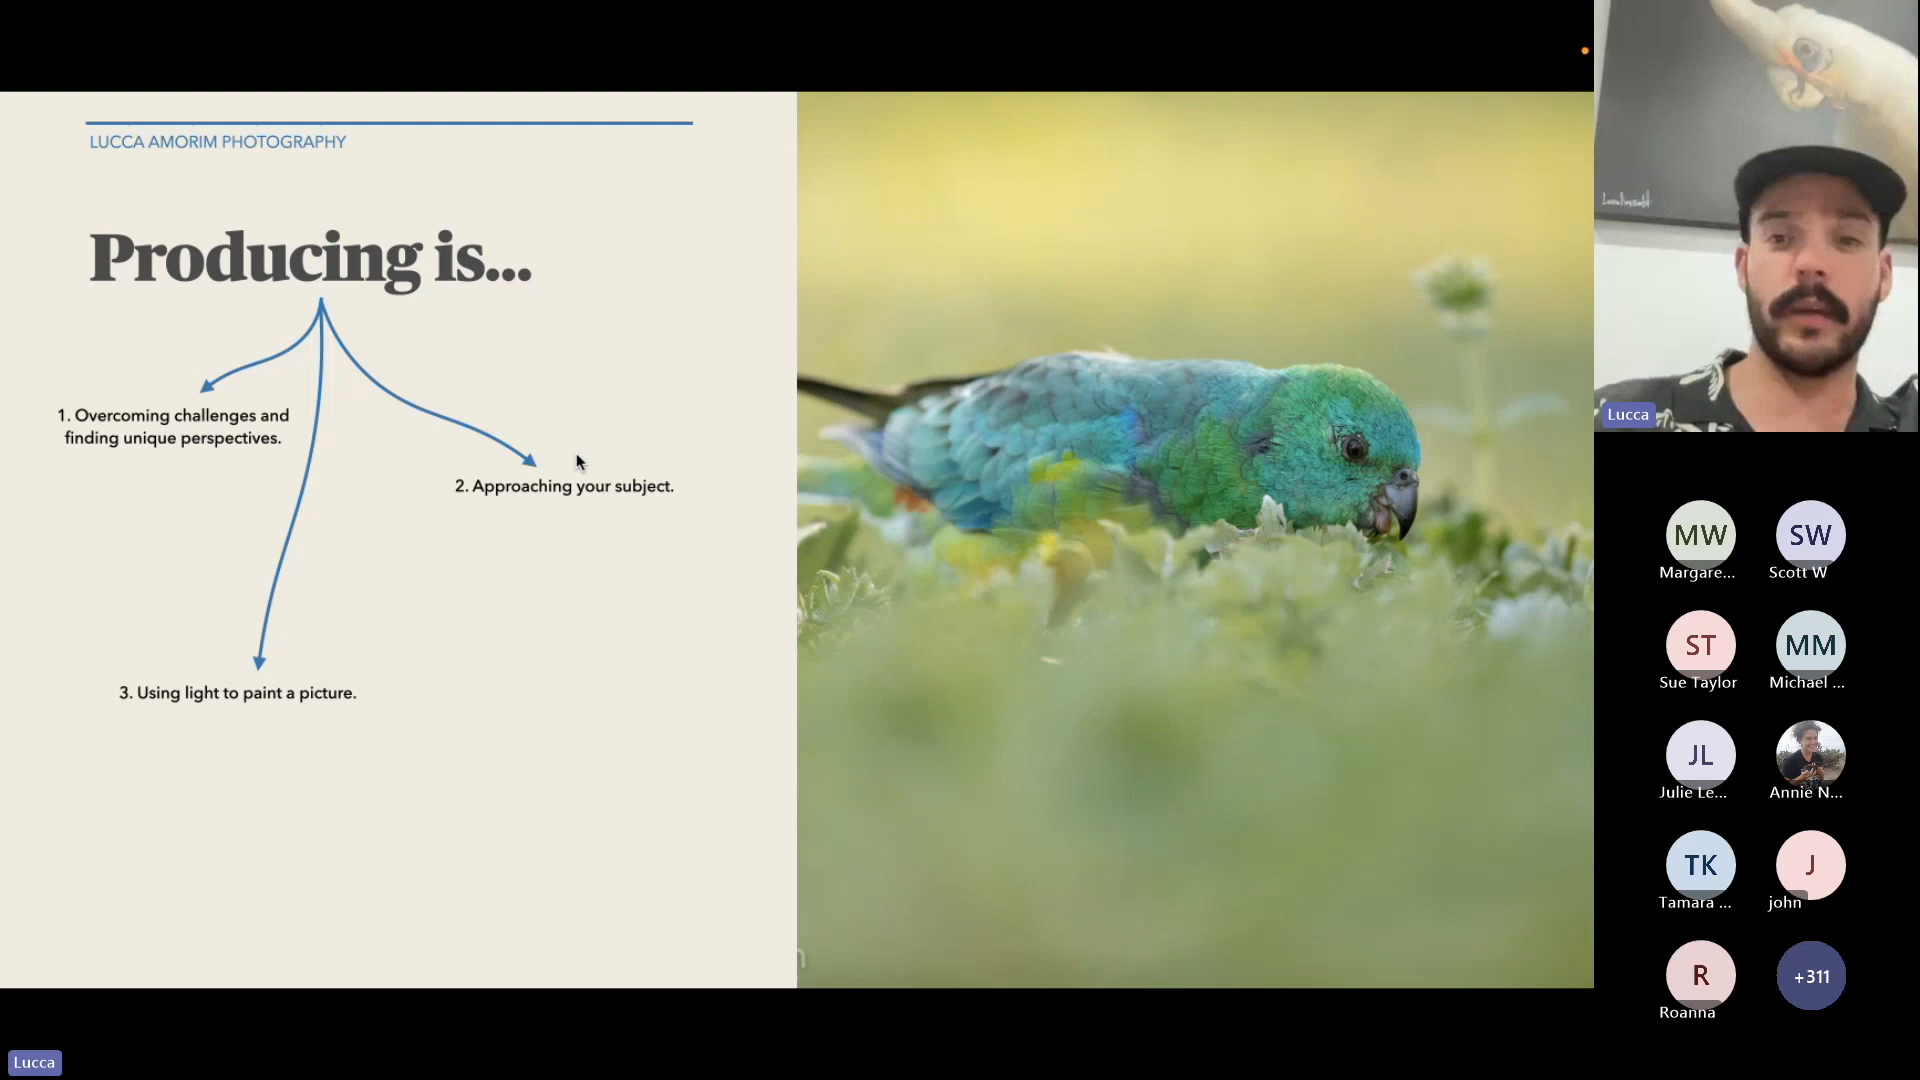 LUCCA AMORIM PHOTOGRAPHY
Producing is...
1. Overcoming challenges and
finding unique perspectives.
2. Approaching your subject.
3. Using light to paint a picture.
Lucca
MW
Margare...
SW
Scott W
ST
Sue Taylor
MM
Michael ...
JL
Julie Le...
Annie N...
TK
Tamara ...
J
john
R
Roanna
+311
Lucca